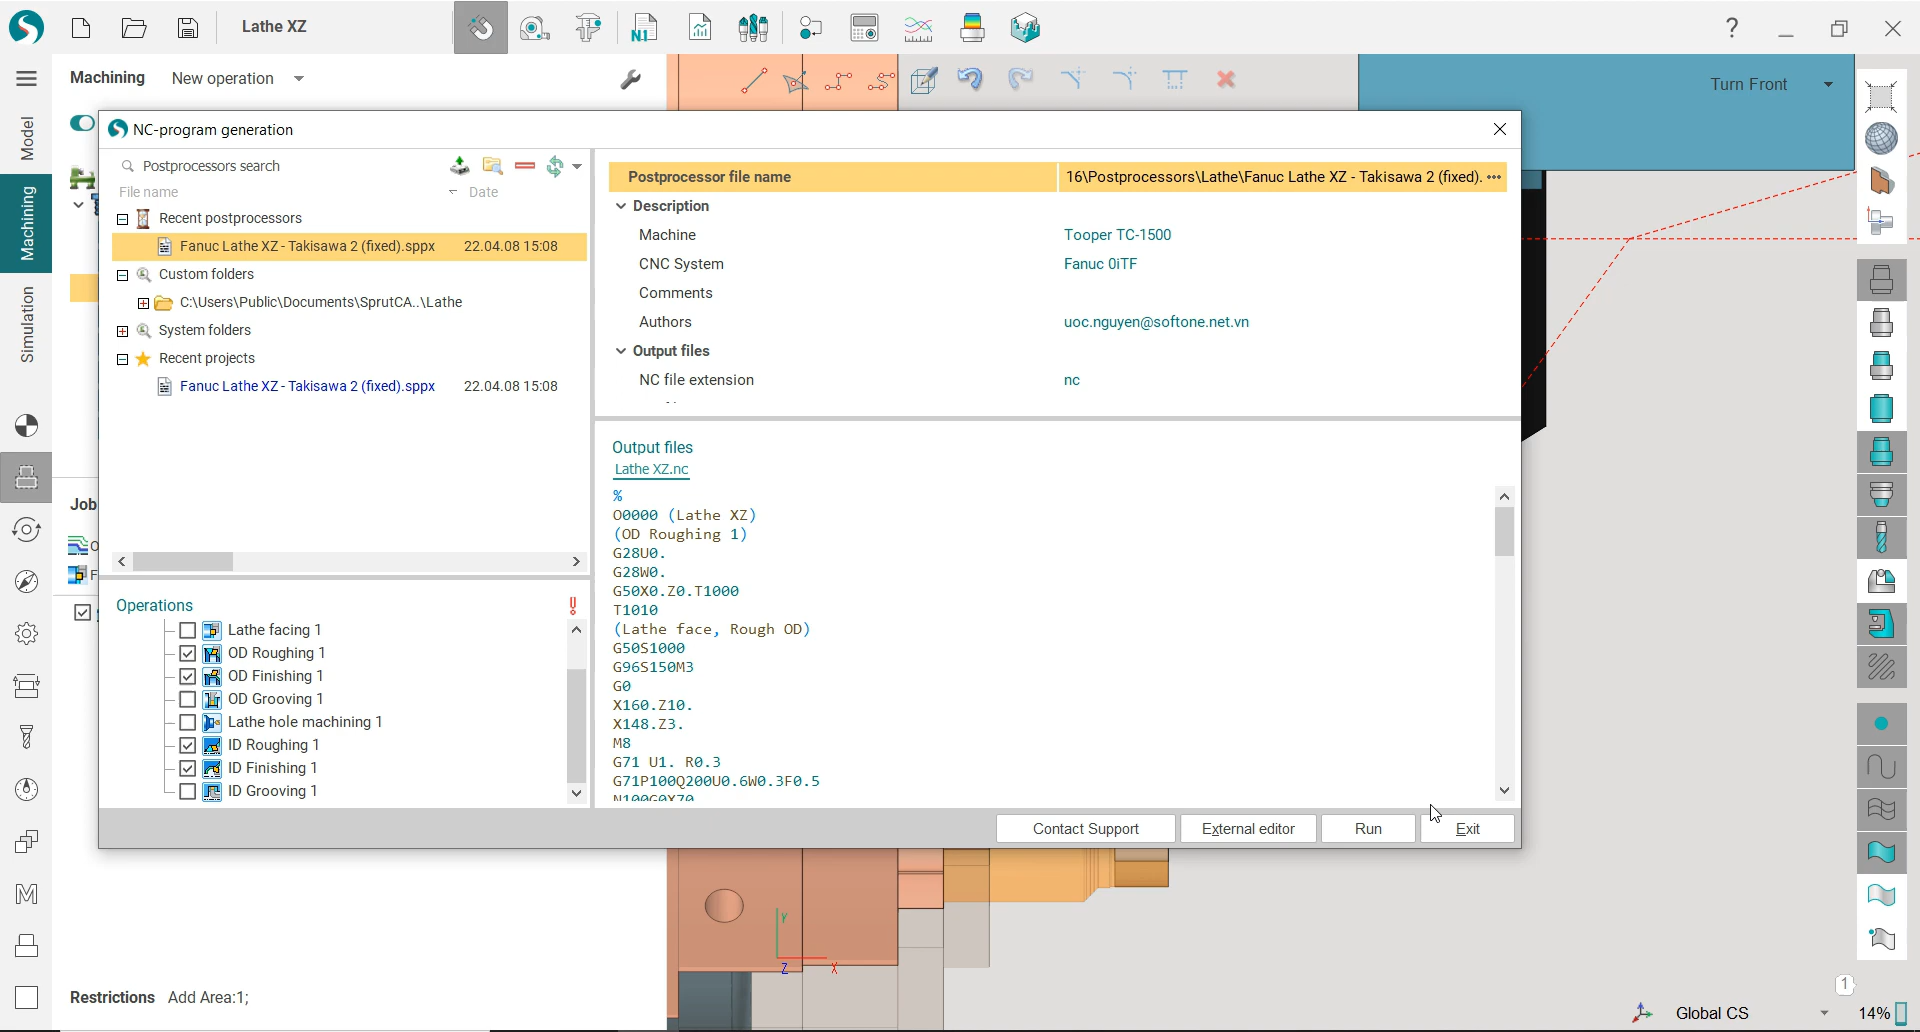 Lathe XZ
Machining New operation
Turn Front
Model
Machining
Simulation
NC-program generation
Postprocessors search
File name Date
Recent postprocessors
Fanuc Lathe XZ - Takisawa 2 (fixed).sppx 22.04.08 15:08
Custom folders
C:\Users\Public\Documents\SprutCA..\Lathe
System folders
Recent projects
Fanuc Lathe XZ - Takisawa 2 (fixed).sppx 22.04.08 15:08
Postprocessor file name 16\Postprocessors\Lathe\Fanuc Lathe XZ - Takisawa 2 (fixed).
Description
Machine Tooper TC-1500
CNC System Fanuc 0iTF
Comments
Authors uoc.nguyen@softone.net.vn
Output files
NC file extension nc
Output files
Lathe XZ.nc
%
O0000 (Lathe XZ)
(OD Roughing 1)
G28U0.
G28W0.
G50X0.Z0.T1000
T1010
(Lathe face, Rough OD)
G50S1000
G96S150M3
G0
X160.Z10.
X148.Z3.
M8
G71 U1. R0.3
G71P100Q200U0.6W0.3F0.5
N100G0X70
Job
Operations
Lathe facing 1
OD Roughing 1
OD Finishing 1
OD Grooving 1
Lathe hole machining 1
ID Roughing 1
ID Finishing 1
ID Grooving 1
Contact Support External editor Run Exit
Y
Z X
Restrictions Add Area:1;
1
Global CS 14%